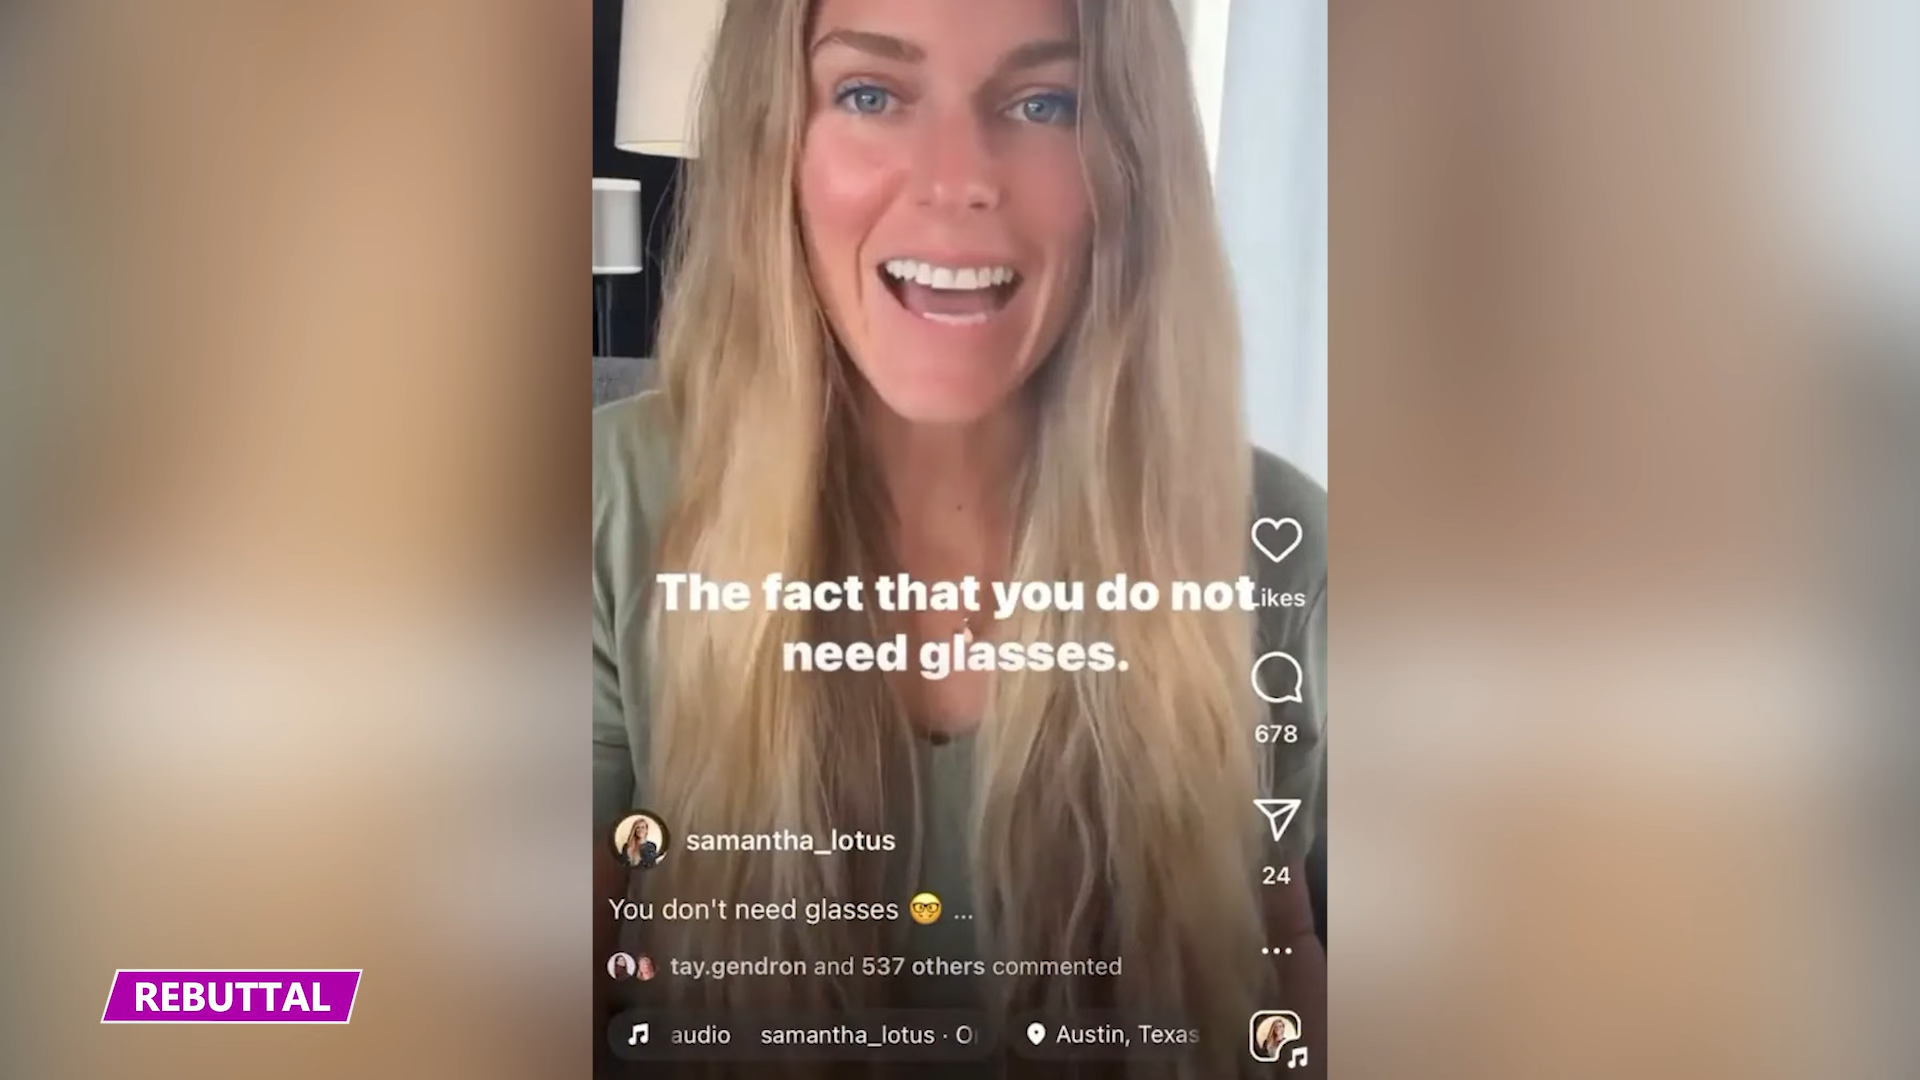 The fact that you do not
need glasses.
Likes
678
24
samantha_lotus
You don't need glasses 🤓 ...
tay.gendron and 537 others commented
audio samantha_lotus · O
Austin, Texas
REBUTTAL